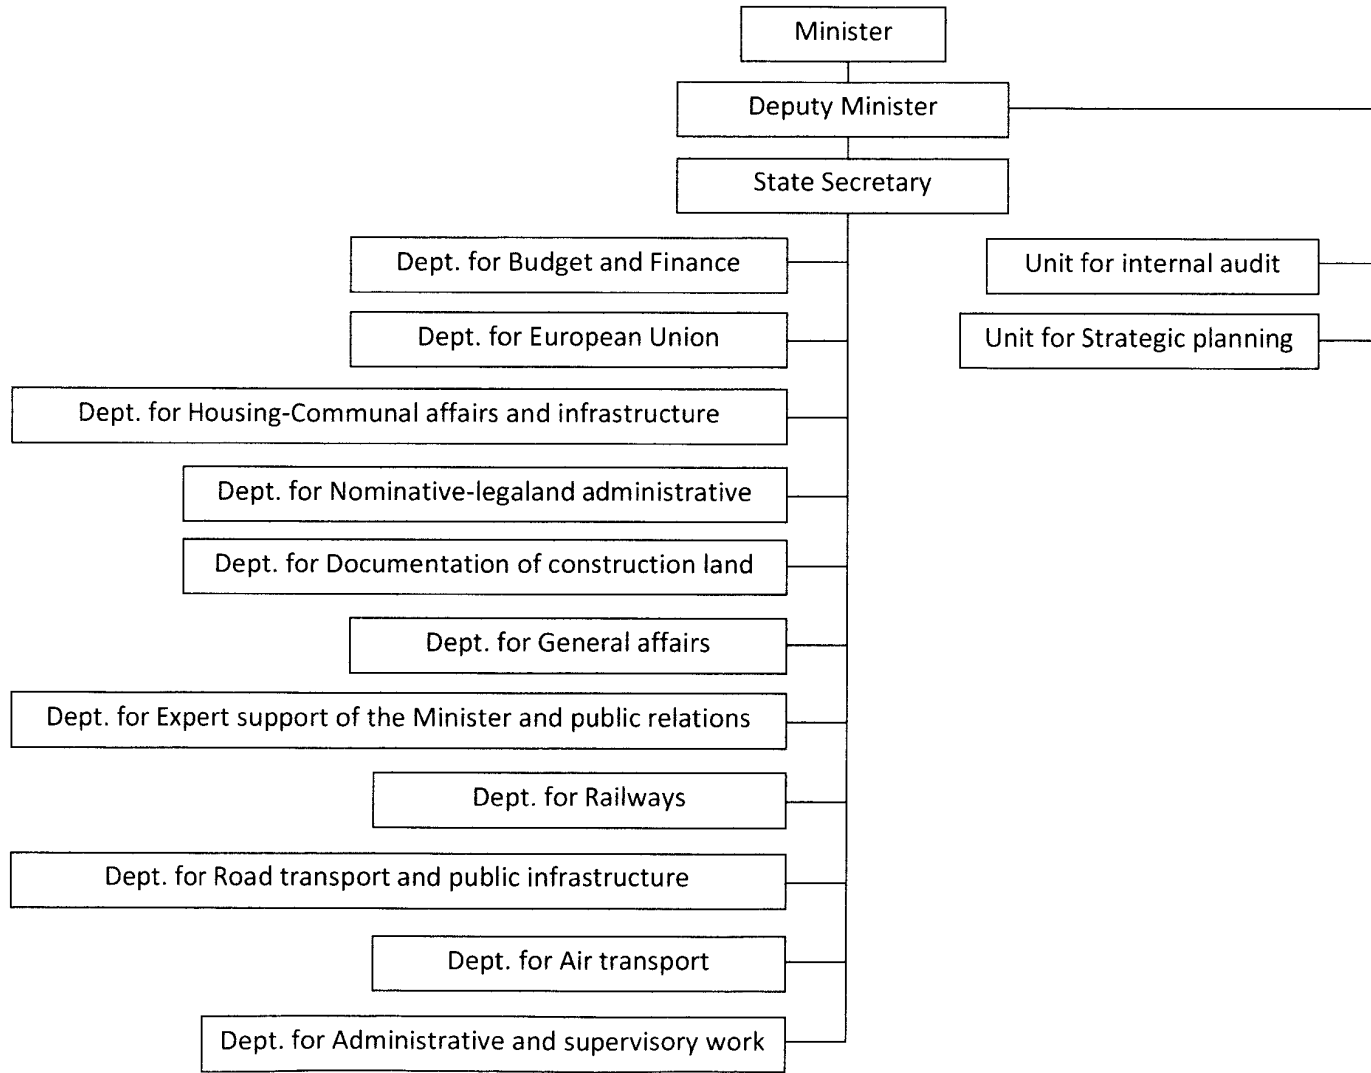 Minister
Deputy Minister
State Secretary
Dept. for Budget and Finance
Unit for internal audit
Dept. for European Union
Unit for Strategic planning
Dept. for Housing-Communal affairs and infrastructure
Dept. for Nominative-legaland administrative
Dept. for Documentation of construction land
Dept. for General affairs
Dept. for Expert support of the Minister and public relations
Dept. for Railways
Dept. for Road transport and public infrastructure
Dept. for Air transport
Dept. for Administrative and supervisory work